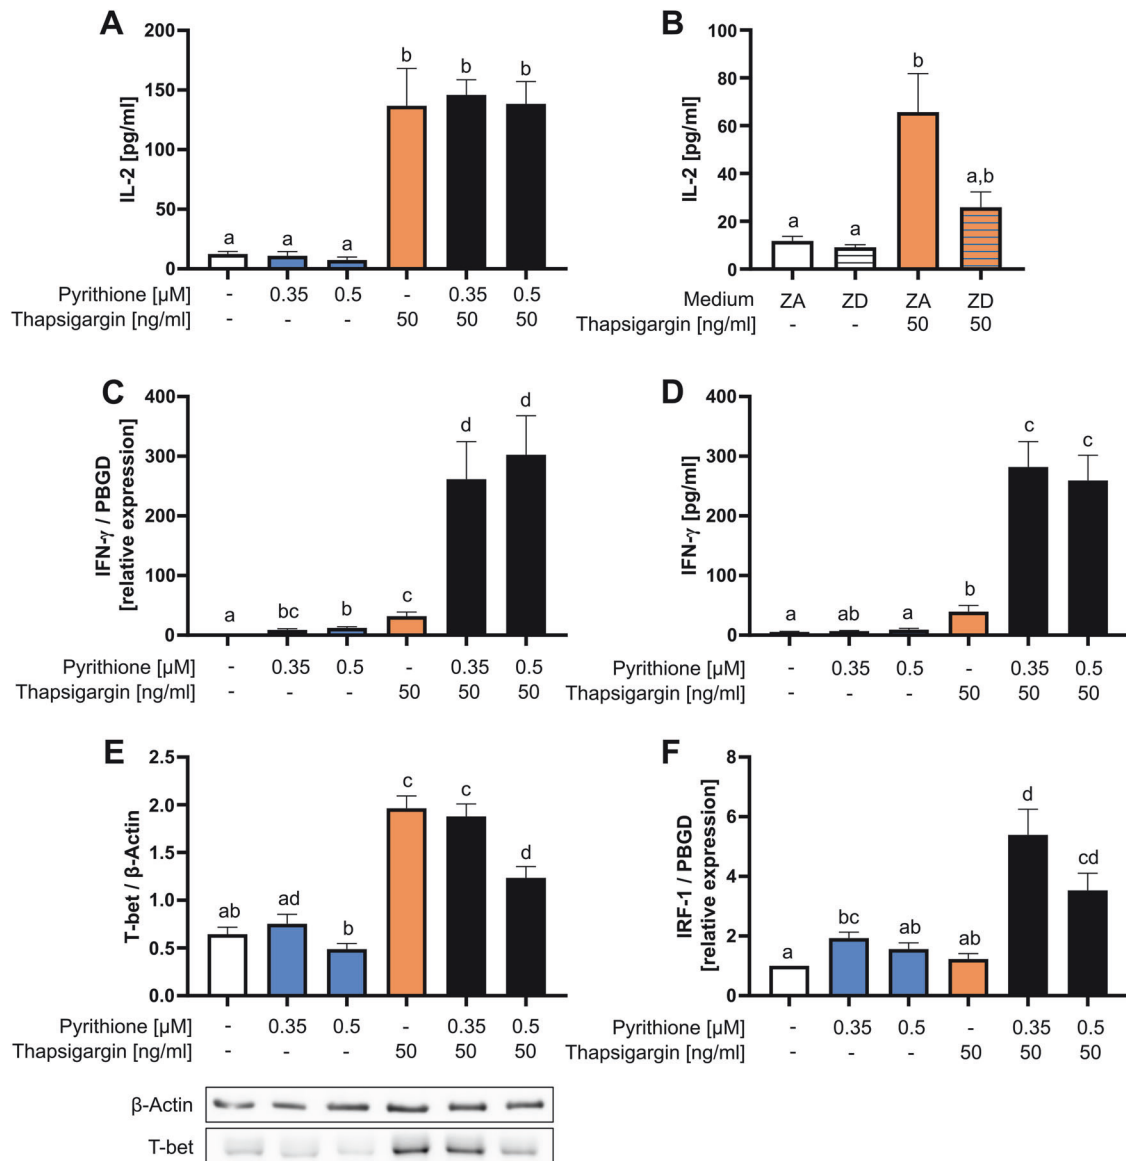 A
IL-2 [pg/ml]
200
150
100
50
0
a
a
a
b
b
b
Pyrithione [µM] - 0.35 0.5 - 0.35 0.5
Thapsigargin [ng/ml] - - - 50 50 50
B
IL-2 [pg/ml]
100
80
60
40
20
0
a
a
b
a,b
Medium ZA ZD ZA ZD
Thapsigargin [ng/ml] - - 50 50
C
IFN-γ / PBGD
[relative expression]
400
300
200
100
0
a
bc
b
c
d
d
Pyrithione [µM] - 0.35 0.5 - 0.35 0.5
Thapsigargin [ng/ml] - - - 50 50 50
D
IFN-γ [pg/ml]
400
300
200
100
0
a
ab
a
b
c
c
Pyrithione [µM] - 0.35 0.5 - 0.35 0.5
Thapsigargin [ng/ml] - - - 50 50 50
E
T-bet / β-Actin
2.5
2.0
1.5
1.0
0.5
0.0
ab
ad
b
c
c
d
Pyrithione [µM] - 0.35 0.5 - 0.35 0.5
Thapsigargin [ng/ml] - - - 50 50 50
β-Actin
T-bet
F
IRF-1 / PBGD
[relative expression]
8
6
4
2
0
a
bc
ab
ab
d
cd
Pyrithione [µM] - 0.35 0.5 - 0.35 0.5
Thapsigargin [ng/ml] - - - 50 50 50